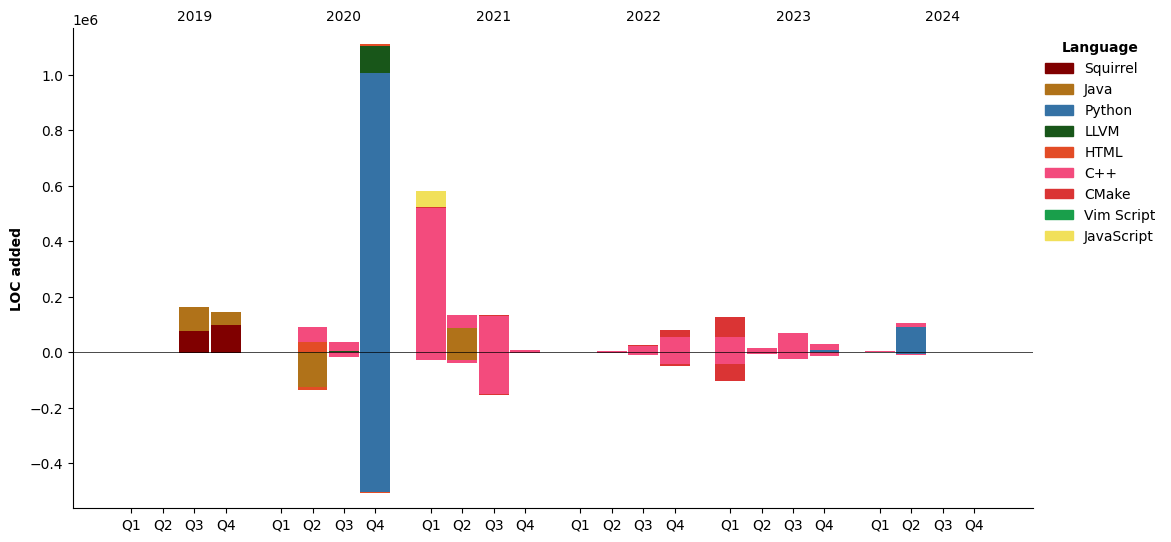 1e6
2019 2020 2021 2022 2023 2024
LOC added
1.0
0.8
0.6
0.4
0.2
0.0
−0.2
−0.4
Q1 Q2 Q3 Q4 Q1 Q2 Q3 Q4 Q1 Q2 Q3 Q4 Q1 Q2 Q3 Q4 Q1 Q2 Q3 Q4 Q1 Q2 Q3 Q4
Language
Squirrel
Java
Python
LLVM
HTML
C++
CMake
Vim Script
JavaScript